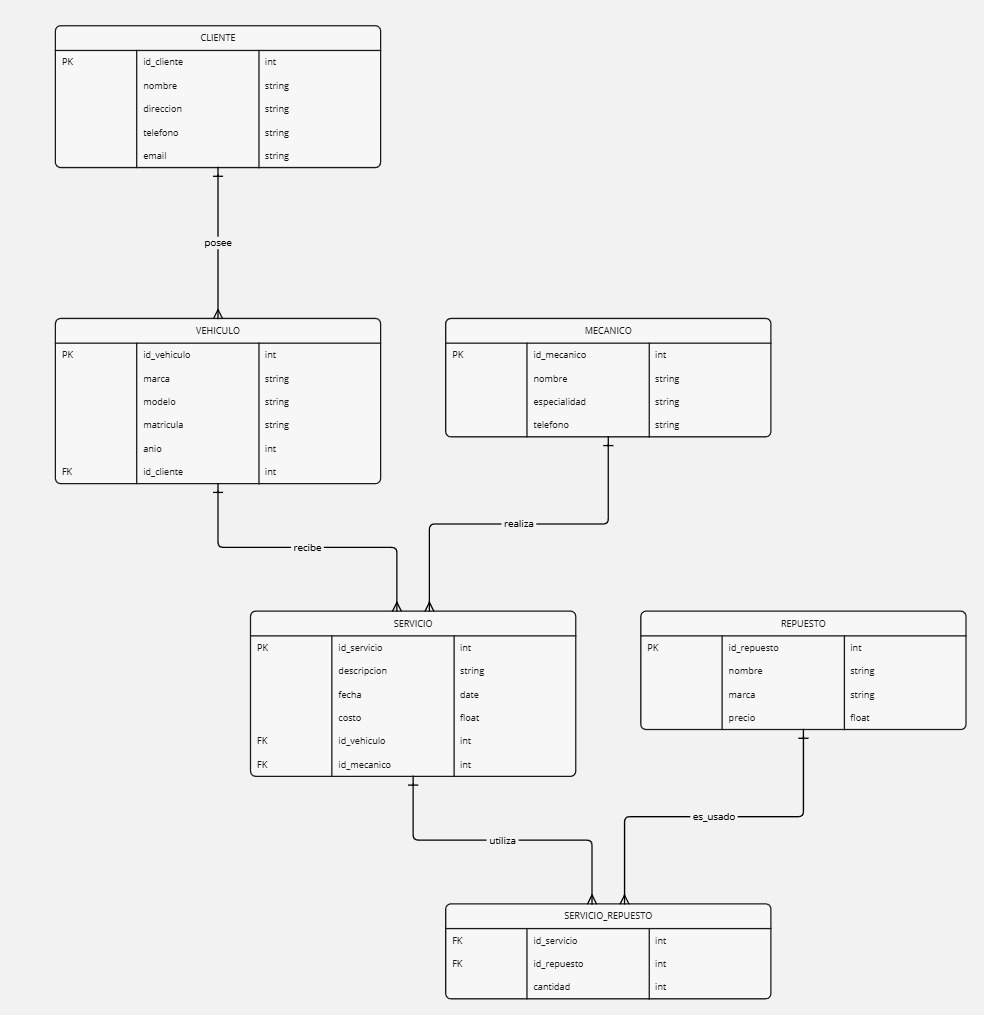 CLIENTE
PK id_cliente int
nombre string
direccion string
telefono string
email string
posee
VEHICULO
PK id_vehiculo int
marca string
modelo string
matricula string
anio int
FK id_cliente int
MECANICO
PK id_mecanico int
nombre string
especialidad string
telefono string
realiza
recibe
SERVICIO
PK id_servicio int
descripcion string
fecha date
costo float
FK id_vehiculo int
FK id_mecanico int
REPUESTO
PK id_repuesto int
nombre string
marca string
precio float
es_usado
utiliza
SERVICIO_REPUESTO
FK id_servicio int
FK id_repuesto int
cantidad int